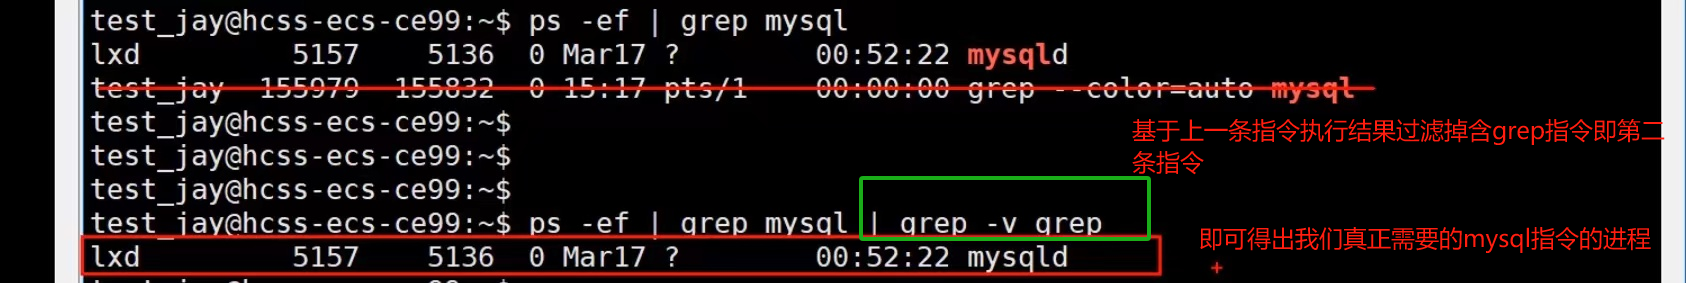 test_jay@hcss-ecs-ce99:~$ ps -ef | grep mysql
lxd         5157    5136  0 Mar17 ?        00:52:22 mysqld
test_jay  155979  155832  0 15:17 pts/1    00:00:00 grep --color=auto mysql
test_jay@hcss-ecs-ce99:~$
基于上一条指令执行结果过滤掉含grep指令即第二
条指令
test_jay@hcss-ecs-ce99:~$
test_jay@hcss-ecs-ce99:~$
test_jay@hcss-ecs-ce99:~$ ps -ef | grep mysql | grep -v grep
即可得出我们真正需要的mysql指令的进程
lxd         5157    5136  0 Mar17 ?        00:52:22 mysqld